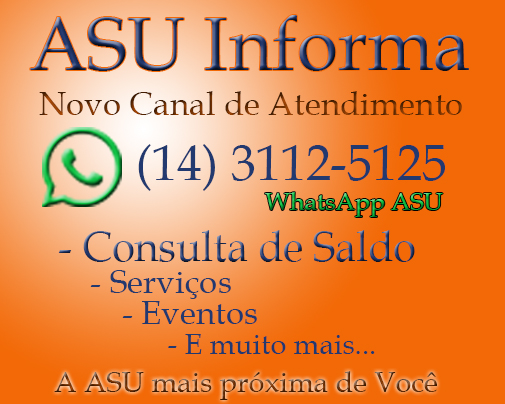 ASU Informa
Novo Canal de Atendimento
(14) 3112-5125
WhatsApp ASU
- Consulta de Saldo
- Serviços
- Eventos
- E muito mais...
A ASU mais próxima de Você